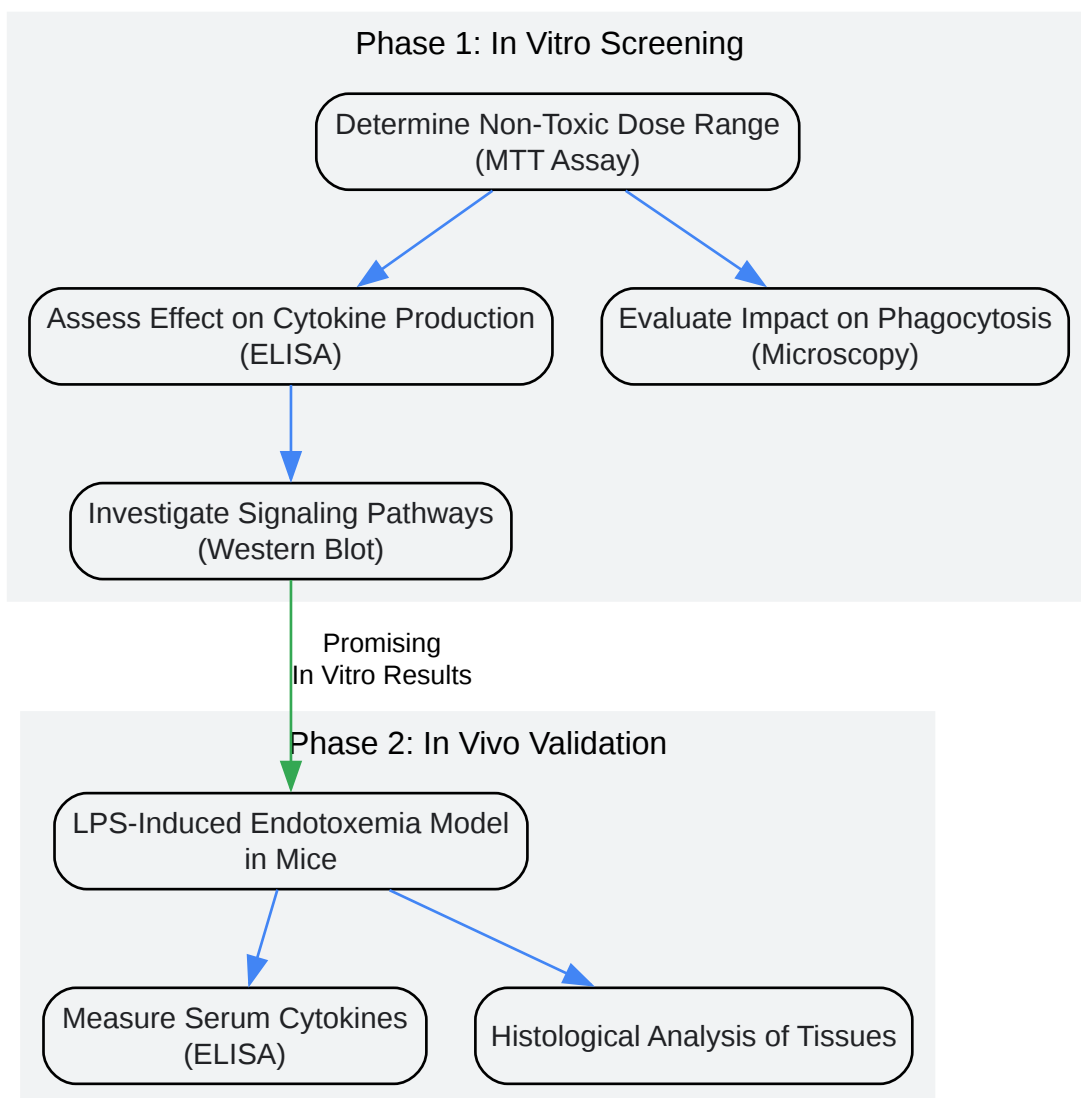 Phase 1: In Vitro Screening
Determine Non-Toxic Dose Range
(MTT Assay)
Assess Effect on Cytokine Production
(ELISA)
Evaluate Impact on Phagocytosis
(Microscopy)
Investigate Signaling Pathways
(Western Blot)
Promising
In Vitro Results
Phase 2: In Vivo Validation
LPS-Induced Endotoxemia Model
in Mice
Measure Serum Cytokines
(ELISA)
Histological Analysis of Tissues